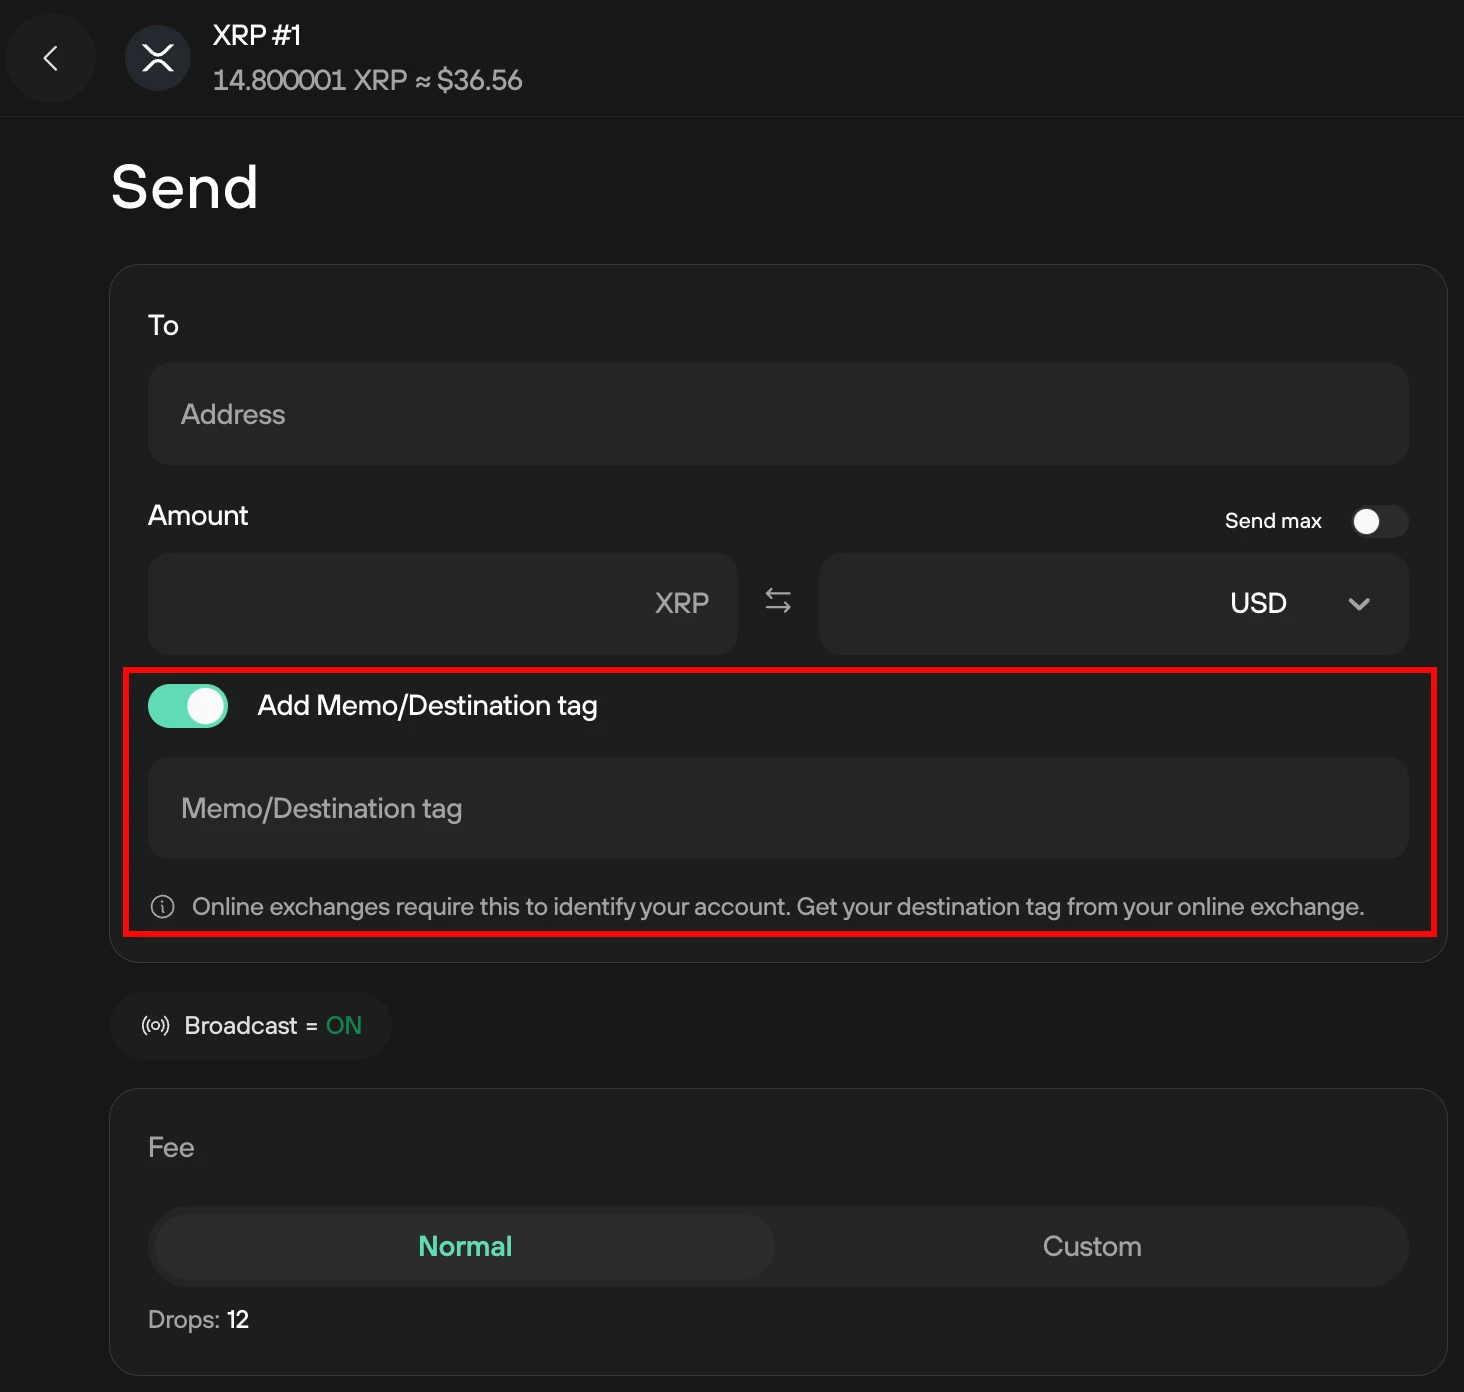 XRP #1
14.800001 XRP ≈ $36.56
Send
To
Address
Amount
Send max
XRP
USD
Add Memo/Destination tag
Memo/Destination tag
Online exchanges require this to identify your account. Get your destination tag from your online exchange.
Broadcast = ON
Fee
Normal
Custom
Drops: 12